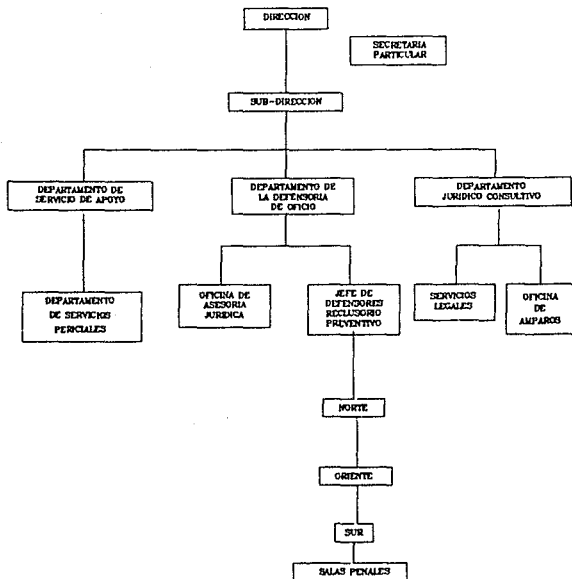 DIRECCION
SECRETARIA
PARTICULAR
SUB-DIRECCION
DEPARTAMENTO DE
SERVICIO DE APOYO
DEPARTAMENTO DE
LA DEFENSORIA
DE OFICIO
DEPARTAMENTO
JURIDICO CONSULTIVO
DEPARTAMENTO
DE SERVICIOS
PERICIALES
OFICINA DE
ASESORIA
JURIDICA
JEFE DE
DEFENSORES
RECLUSORIO
PREVENTIVO
SERVICIOS
LEGALES
OFICINA
DE
AMPAROS
NORTE
ORIENTE
SUR
SALAS PENALES